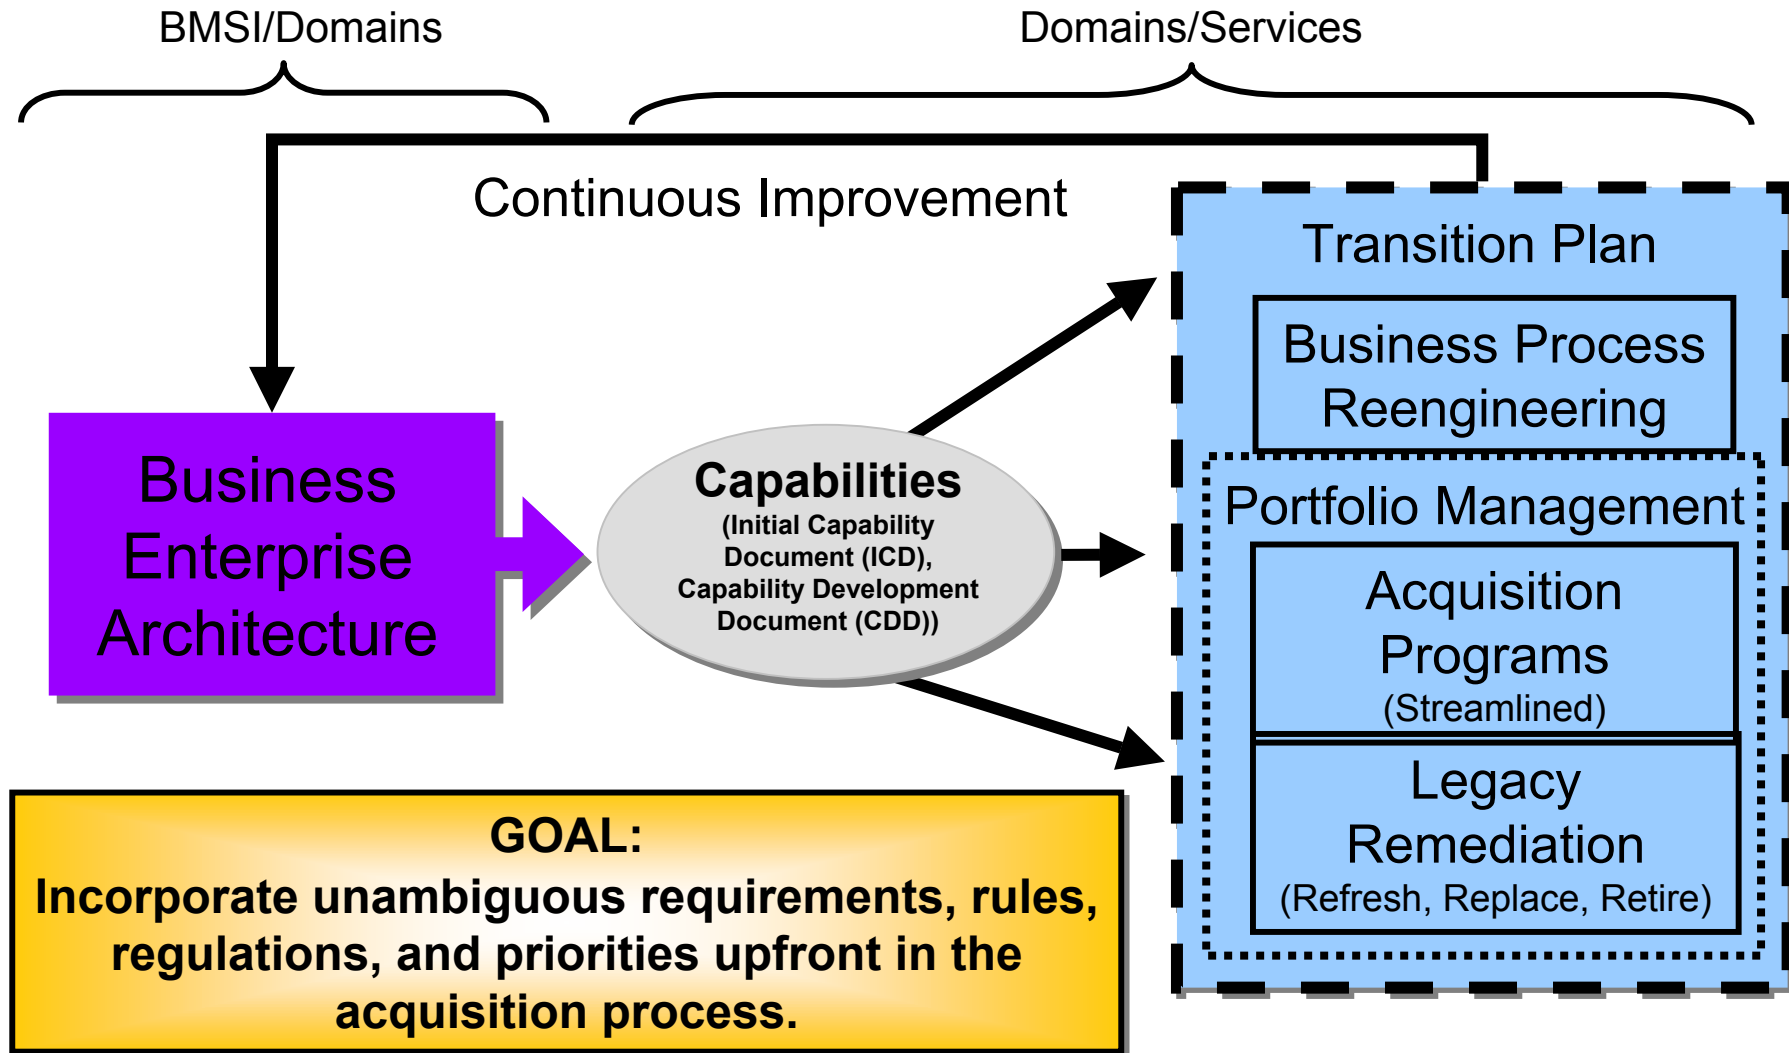 BMSI/Domains
Domains/Services
Continuous Improvement
Transition Plan
Business Process
Reengineering
Business
Enterprise
Architecture
Capabilities
(Initial Capability
Document (ICD),
Capability Development
Document (CDD))
Portfolio Management
Acquisition
Programs
(Streamlined)
Legacy
Remediation
(Refresh, Replace, Retire)
GOAL:
Incorporate unambiguous requirements, rules,
regulations, and priorities upfront in the
acquisition process.